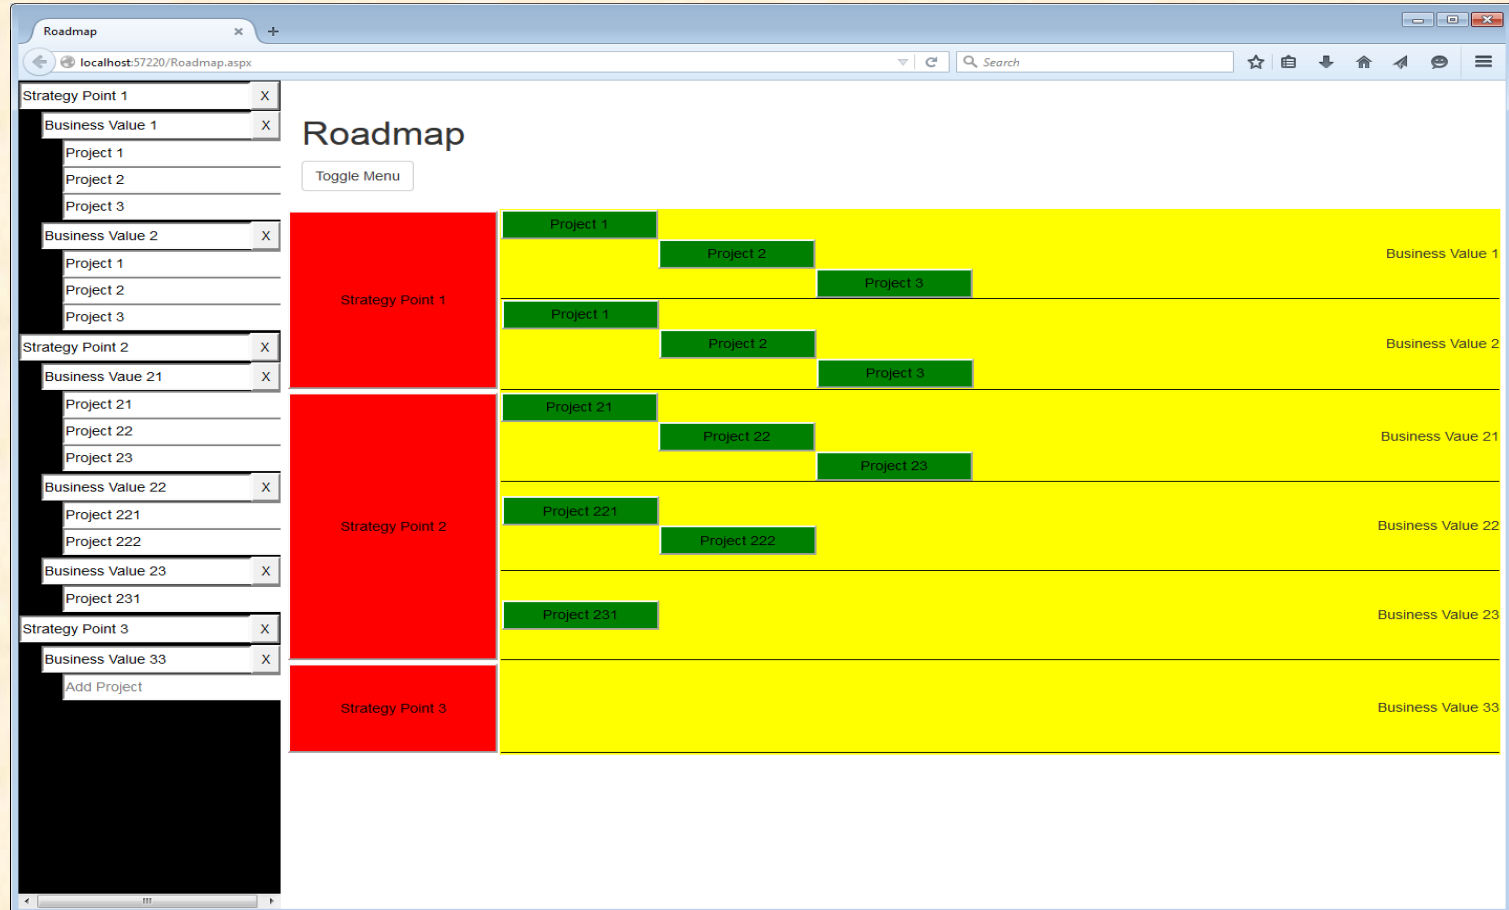 Roadmap
localhost:57220/Roadmap.aspx
Search
Strategy Point 1 X
Business Value 1 X
Project 1
Project 2
Project 3
Business Value 2 X
Project 1
Project 2
Project 3
Strategy Point 2 X
Business Vaue 21 X
Project 21
Project 22
Project 23
Business Value 22 X
Project 221
Project 222
Business Value 23 X
Project 231
Strategy Point 3 X
Business Value 33 X
Add Project
Roadmap
Toggle Menu
Strategy Point 1
Project 1
Project 2
Project 3
Business Value 1
Project 1
Project 2
Project 3
Business Value 2
Strategy Point 2
Project 21
Project 22
Project 23
Business Vaue 21
Project 221
Project 222
Business Value 22
Project 231
Business Value 23
Strategy Point 3
Business Value 33